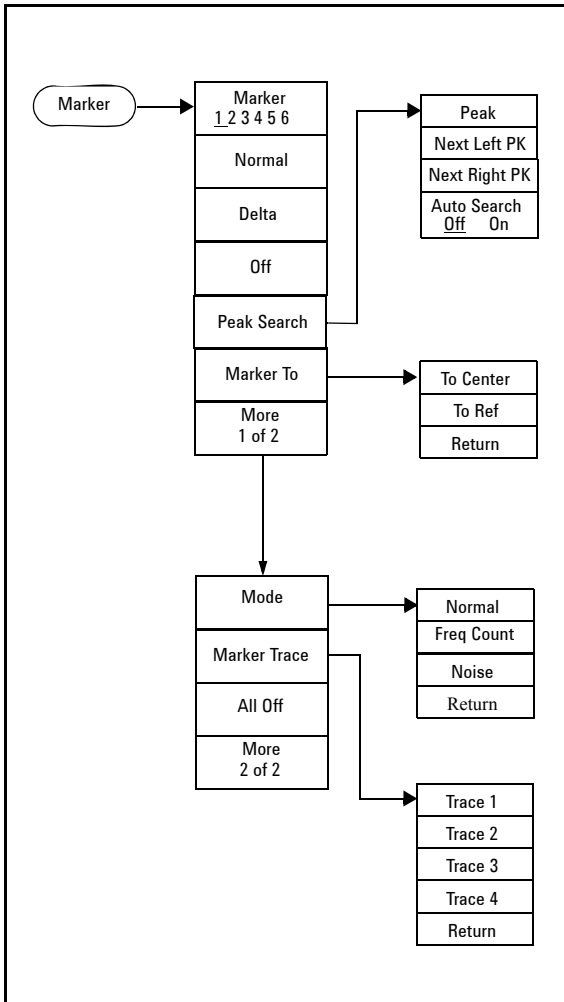 Marker
Marker
1 2 3 4 5 6
Normal
Delta
Off
Peak Search
Marker To
More
1 of 2
Peak
Next Left PK
Next Right PK
Auto Search
Off On
To Center
To Ref
Return
Mode
Marker Trace
All Off
More
2 of 2
Normal
Freq Count
Noise
Return
Trace 1
Trace 2
Trace 3
Trace 4
Return